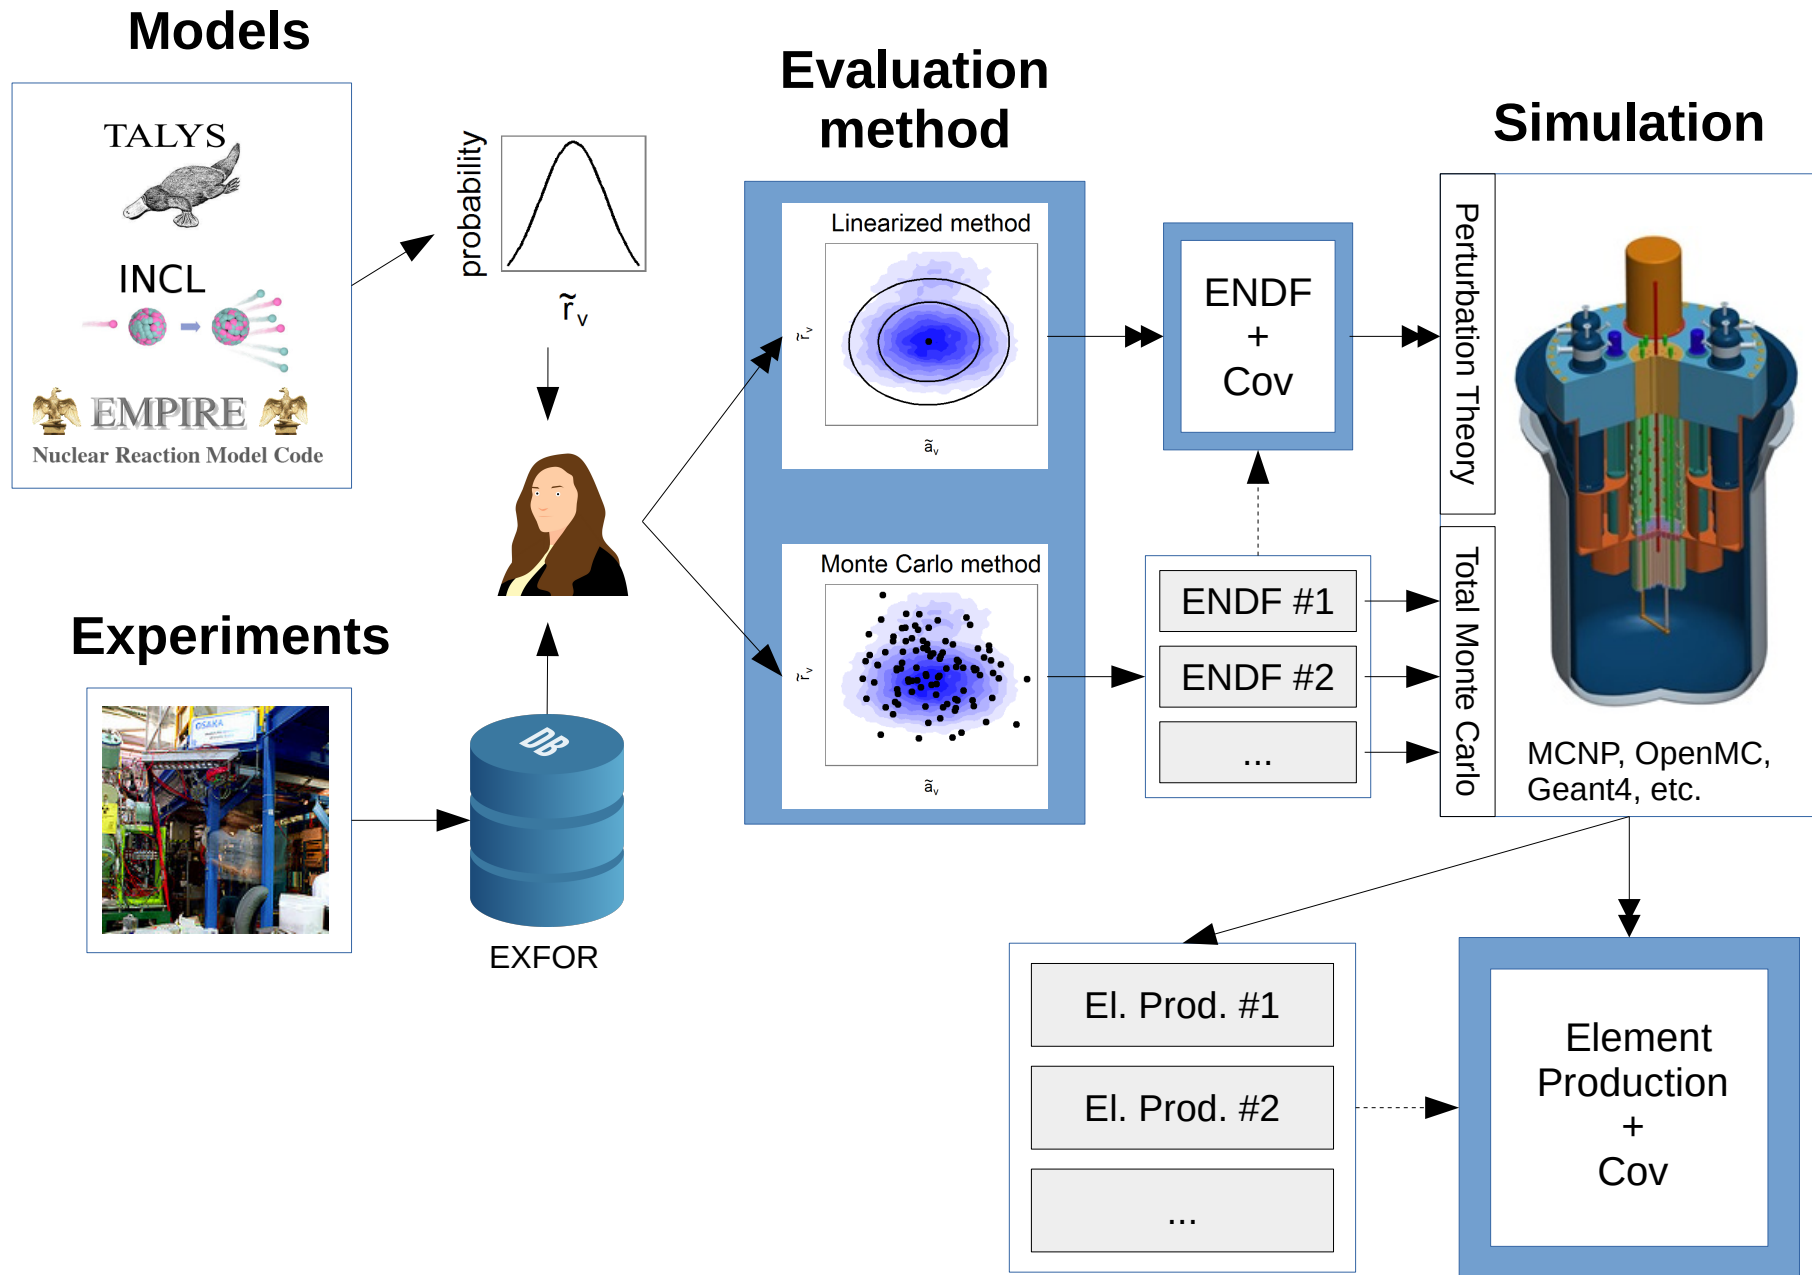 Models
TALYS
INCL
EMPIRE
Nuclear Reaction Model Code
probability
r̃ᵥ
Experiments
OSAKA
DB
EXFOR
Evaluation
method
Linearized method
r̃ᵥ
ãᵥ
Monte Carlo method
r̃ᵥ
ãᵥ
ENDF
+
Cov
ENDF #1
ENDF #2
...
Simulation
Perturbation Theory
Total Monte Carlo
MCNP, OpenMC,
Geant4, etc.
El. Prod. #1
El. Prod. #2
...
Element
Production
+
Cov